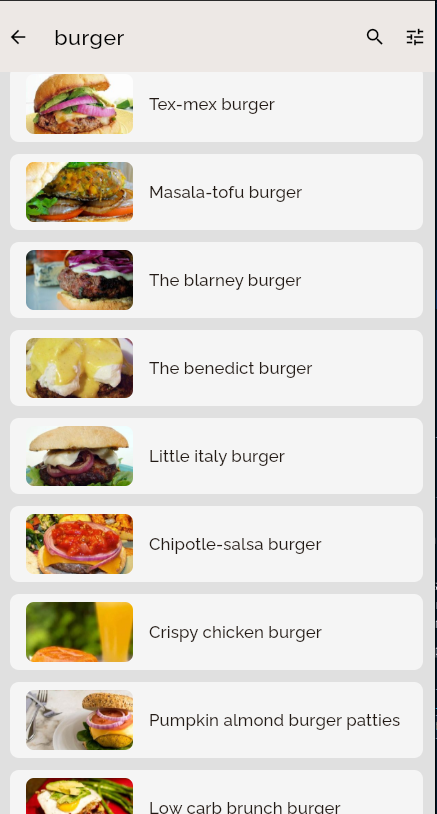 burger
Tex-mex burger
Masala-tofu burger
The blarney burger
The benedict burger
Little italy burger
Chipotle-salsa burger
Crispy chicken burger
Pumpkin almond burger patties
Low carb brunch burger